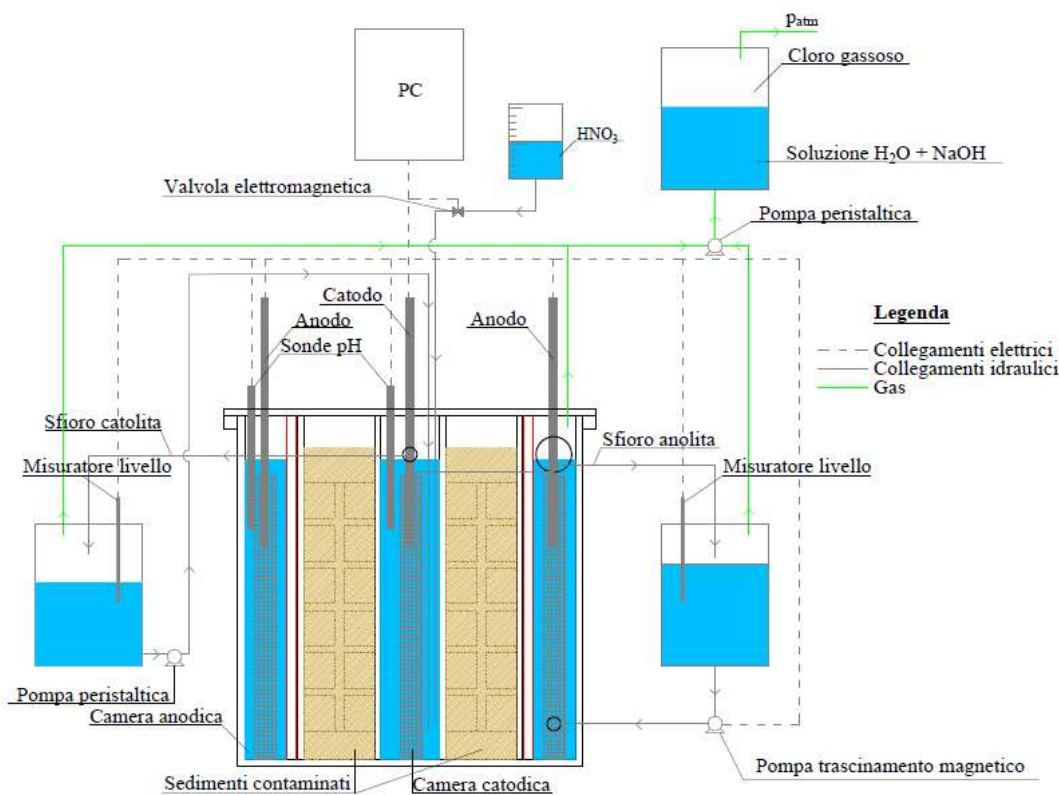 p_atm
Cloro gassoso
PC
HNO₃
Soluzione H₂O + NaOH
Valvola elettromagnetica
Pompa peristaltica
Catodo
Anodo
Anodo
Sonde pH
Legenda
Collegamenti elettrici
Collegamenti idraulici
Gas
Sfioro catolita
Sfioro anolita
Misuratore livello
Misuratore livello
Pompa peristaltica
Camera anodica
Sedimenti contaminati
Camera catodica
Pompa trascinamento magnetico